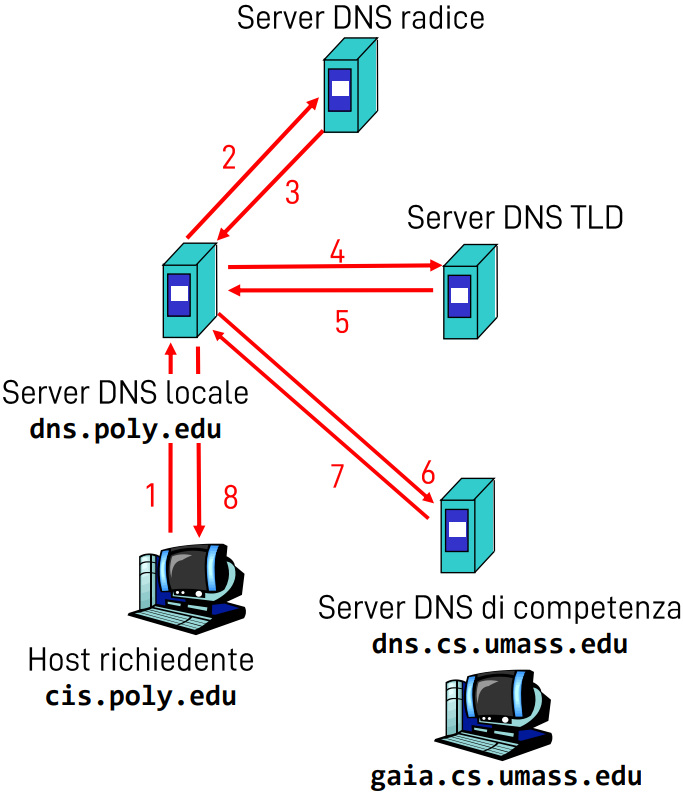 Server DNS radice
2
3
Server DNS TLD
4
5
Server DNS locale
dns.poly.edu
1
8
7
6
Server DNS di competenza
dns.cs.umass.edu
Host richiedente
cis.poly.edu
gaia.cs.umass.edu